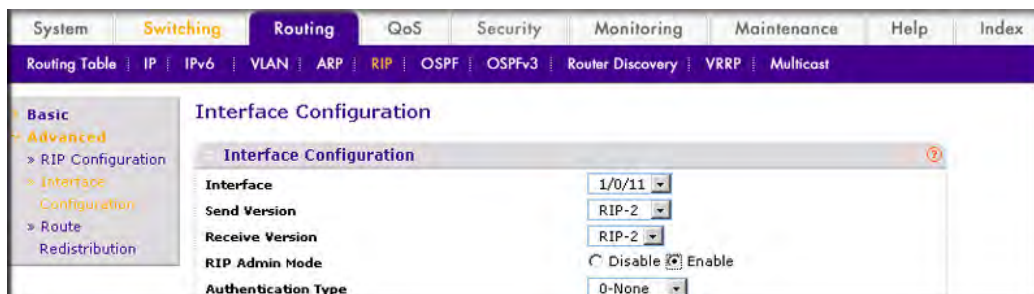 System Switching Routing QoS Security Monitoring Maintenance Help Index
Routing Table IP IPv6 VLAN ARP RIP OSPF OSPFv3 Router Discovery VRRP Multicast
Basic
Advanced
» RIP Configuration
Interface
Configuration
» Route
Redistribution
Interface Configuration
Interface Configuration
Interface 1/0/11
Send Version RIP-2
Receive Version RIP-2
RIP Admin Mode Disable Enable
Authentication Type 0-None